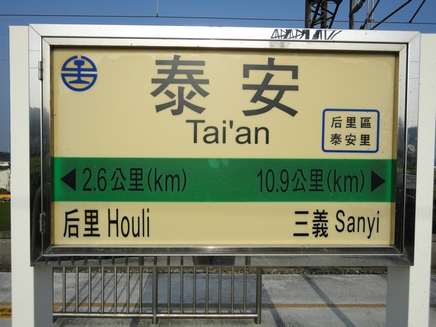 泰安
Tai'an
后里區
泰安里
2.6公里(km) 10.9公里(km)
后里 Houli 三義 Sanyi